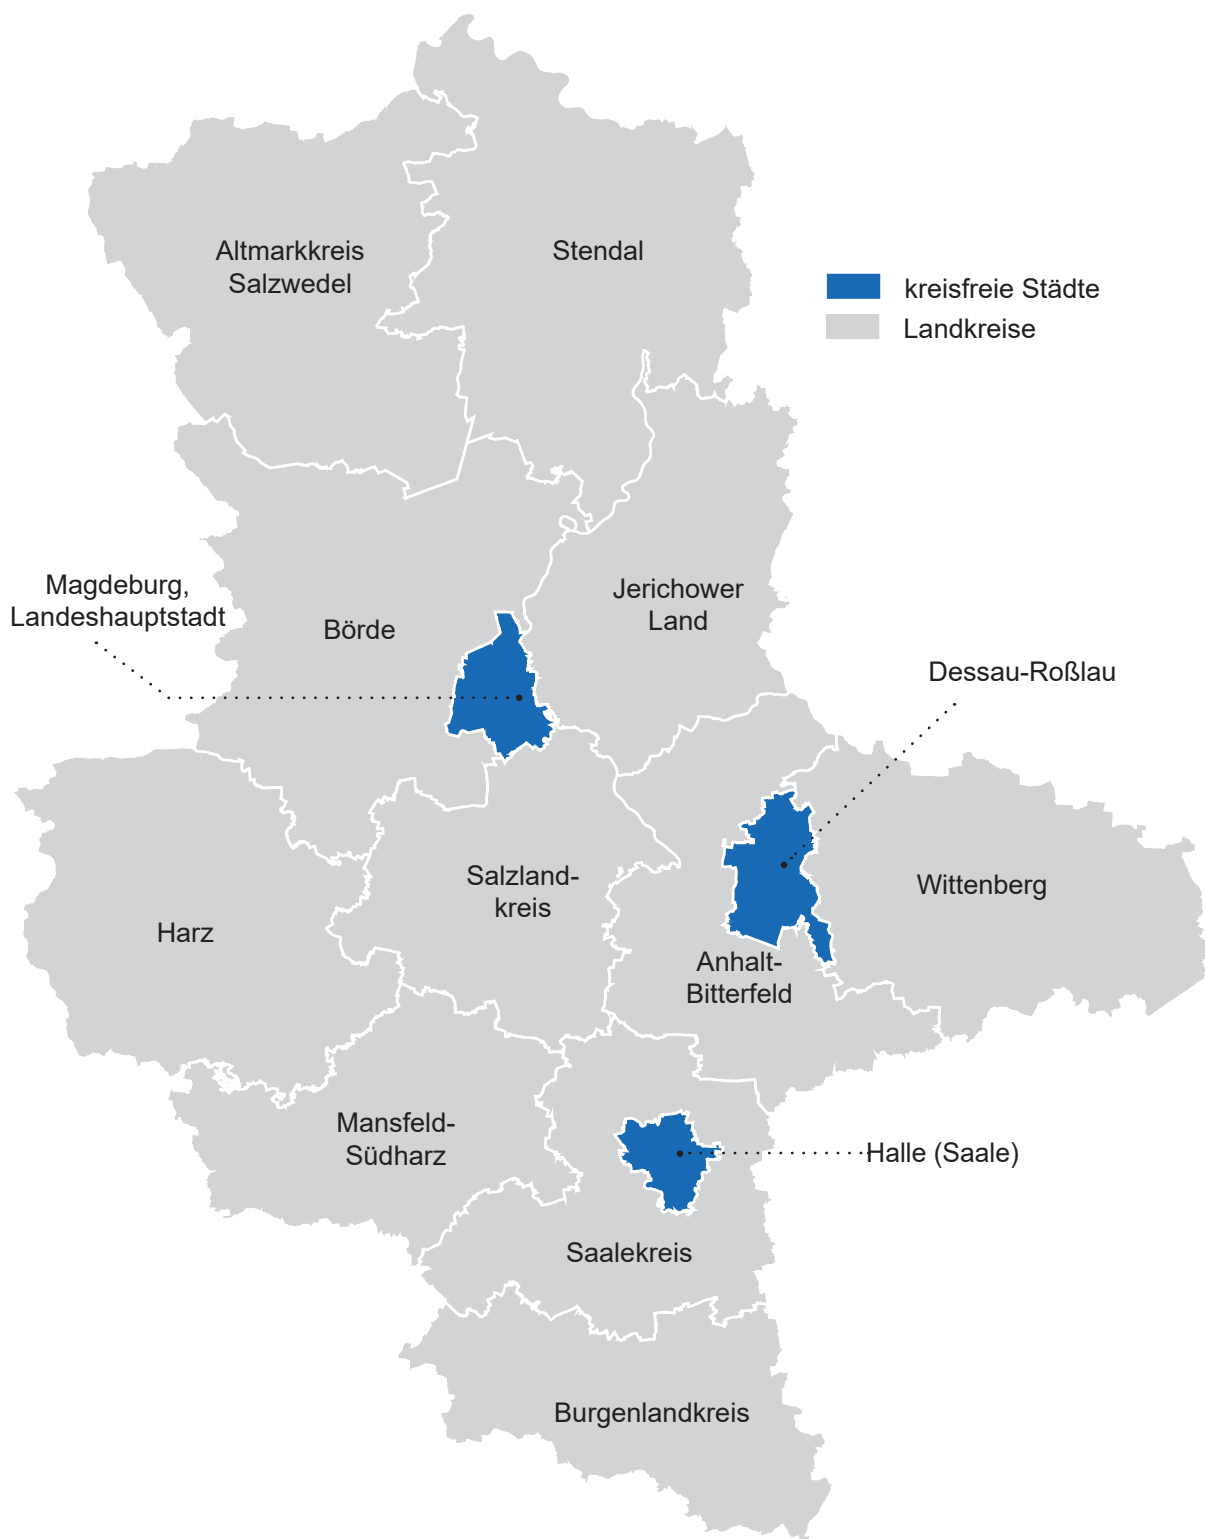 Altmarkkreis
Salzwedel
Stendal
kreisfreie Städte
Landkreise
Magdeburg,
Landeshauptstadt
Börde
Jerichower
Land
Dessau-Roßlau
Salzland-
kreis
Wittenberg
Harz
Anhalt-
Bitterfeld
Mansfeld-
Südharz
Halle (Saale)
Saalekreis
Burgenlandkreis